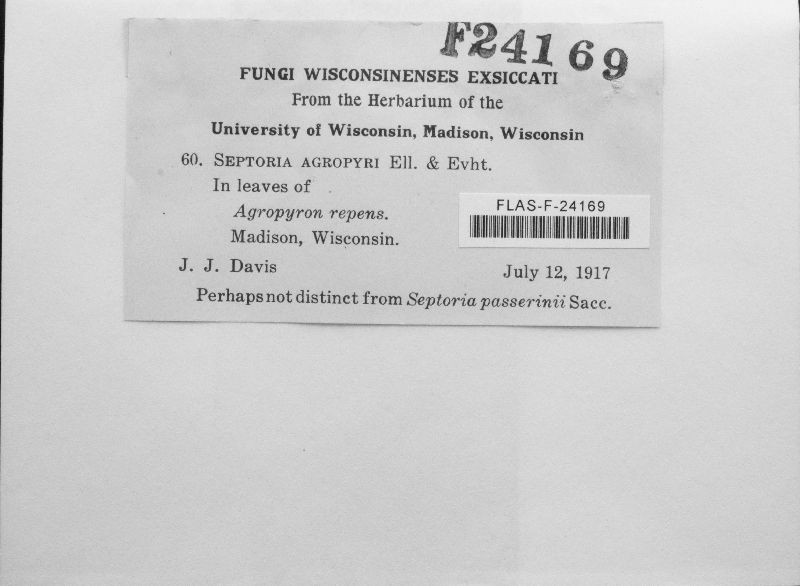 F24169
FUNGI WISCONSINENSES EXSICCATI
From the Herbarium of the
University of Wisconsin, Madison, Wisconsin
60. SEPTORIA AGROPYRI Ell. & Evht.
In leaves of
Agropyron repens.
Madison, Wisconsin.
FLAS-F-24169
J. J. Davis July 12, 1917
Perhaps not distinct from Septoria passerinii Sacc.